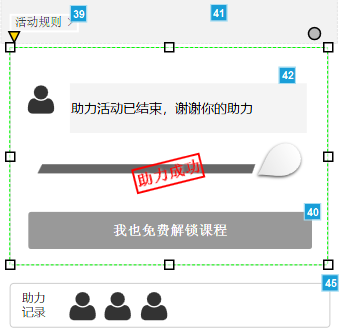 活动规则 >
39
41
42
助力活动已结束，谢谢你的助力
助力成功
40
我也免费解锁课程
45
助力
记录